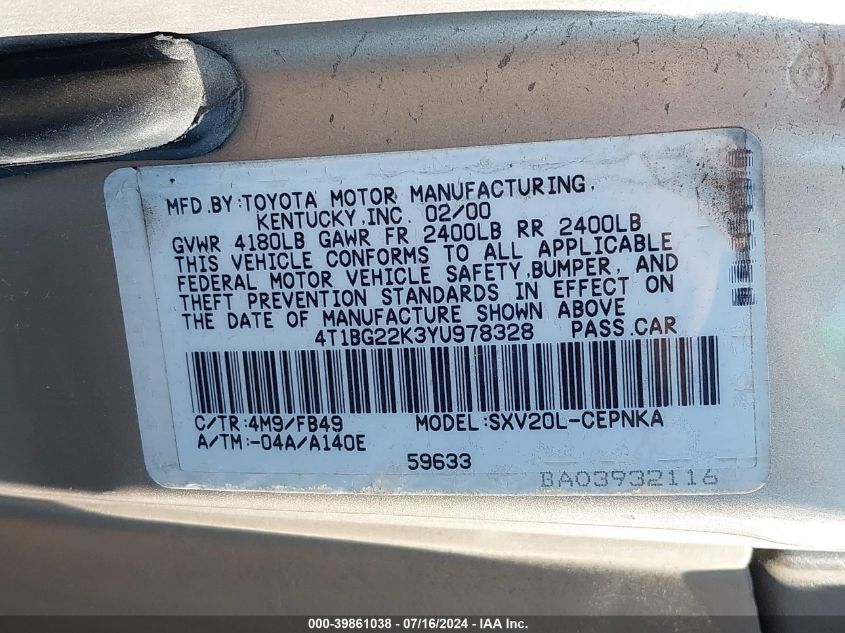 MFD.BY:TOYOTA MOTOR MANUFACTURING,
KENTUCKY,INC. 02/00
GVWR 4180LB GAWR FR 2400LB RR 2400LB
THIS VEHICLE CONFORMS TO ALL APPLICABLE
FEDERAL MOTOR VEHICLE SAFETY,BUMPER, AND
THEFT PREVENTION STANDARDS IN EFFECT ON
THE DATE OF MANUFACTURE SHOWN ABOVE
4T1BG22K3YU978328 PASS.CAR
C/TR:4M9/FB49 MODEL:SXV20L-CEPNKA
A/TM:-04A/A140E
59633
BA03932116
000-39861038 - 07/16/2024 - IAA Inc.